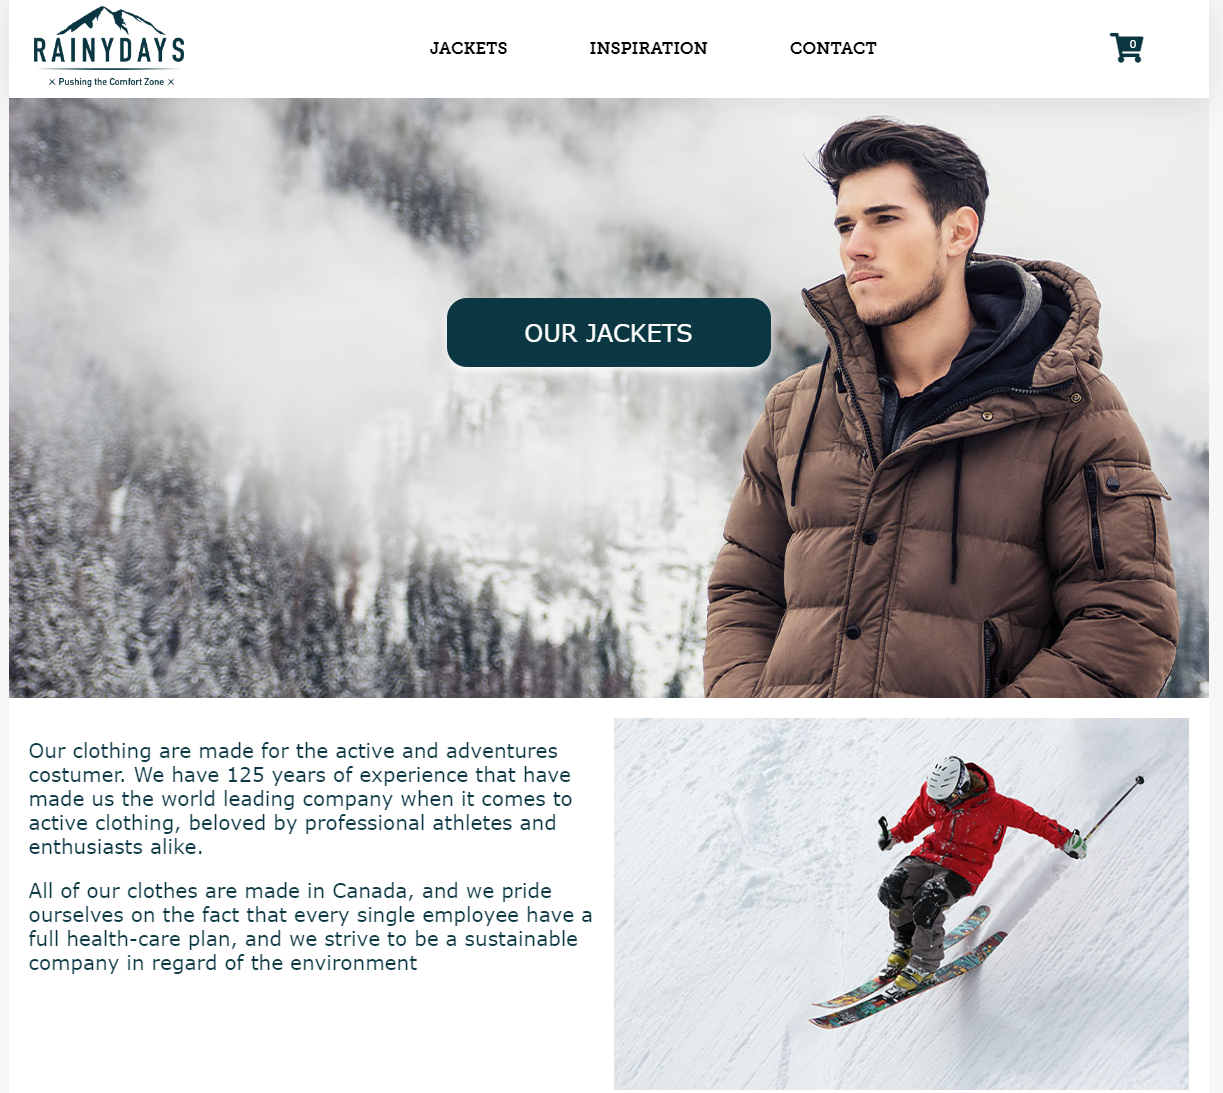 RAINYDAYS
× Pushing the Comfort Zone ×
JACKETS INSPIRATION CONTACT
0
OUR JACKETS
Our clothing are made for the active and adventures
costumer. We have 125 years of experience that have
made us the world leading company when it comes to
active clothing, beloved by professional athletes and
enthusiasts alike.
All of our clothes are made in Canada, and we pride
ourselves on the fact that every single employee have a
full health-care plan, and we strive to be a sustainable
company in regard of the environment